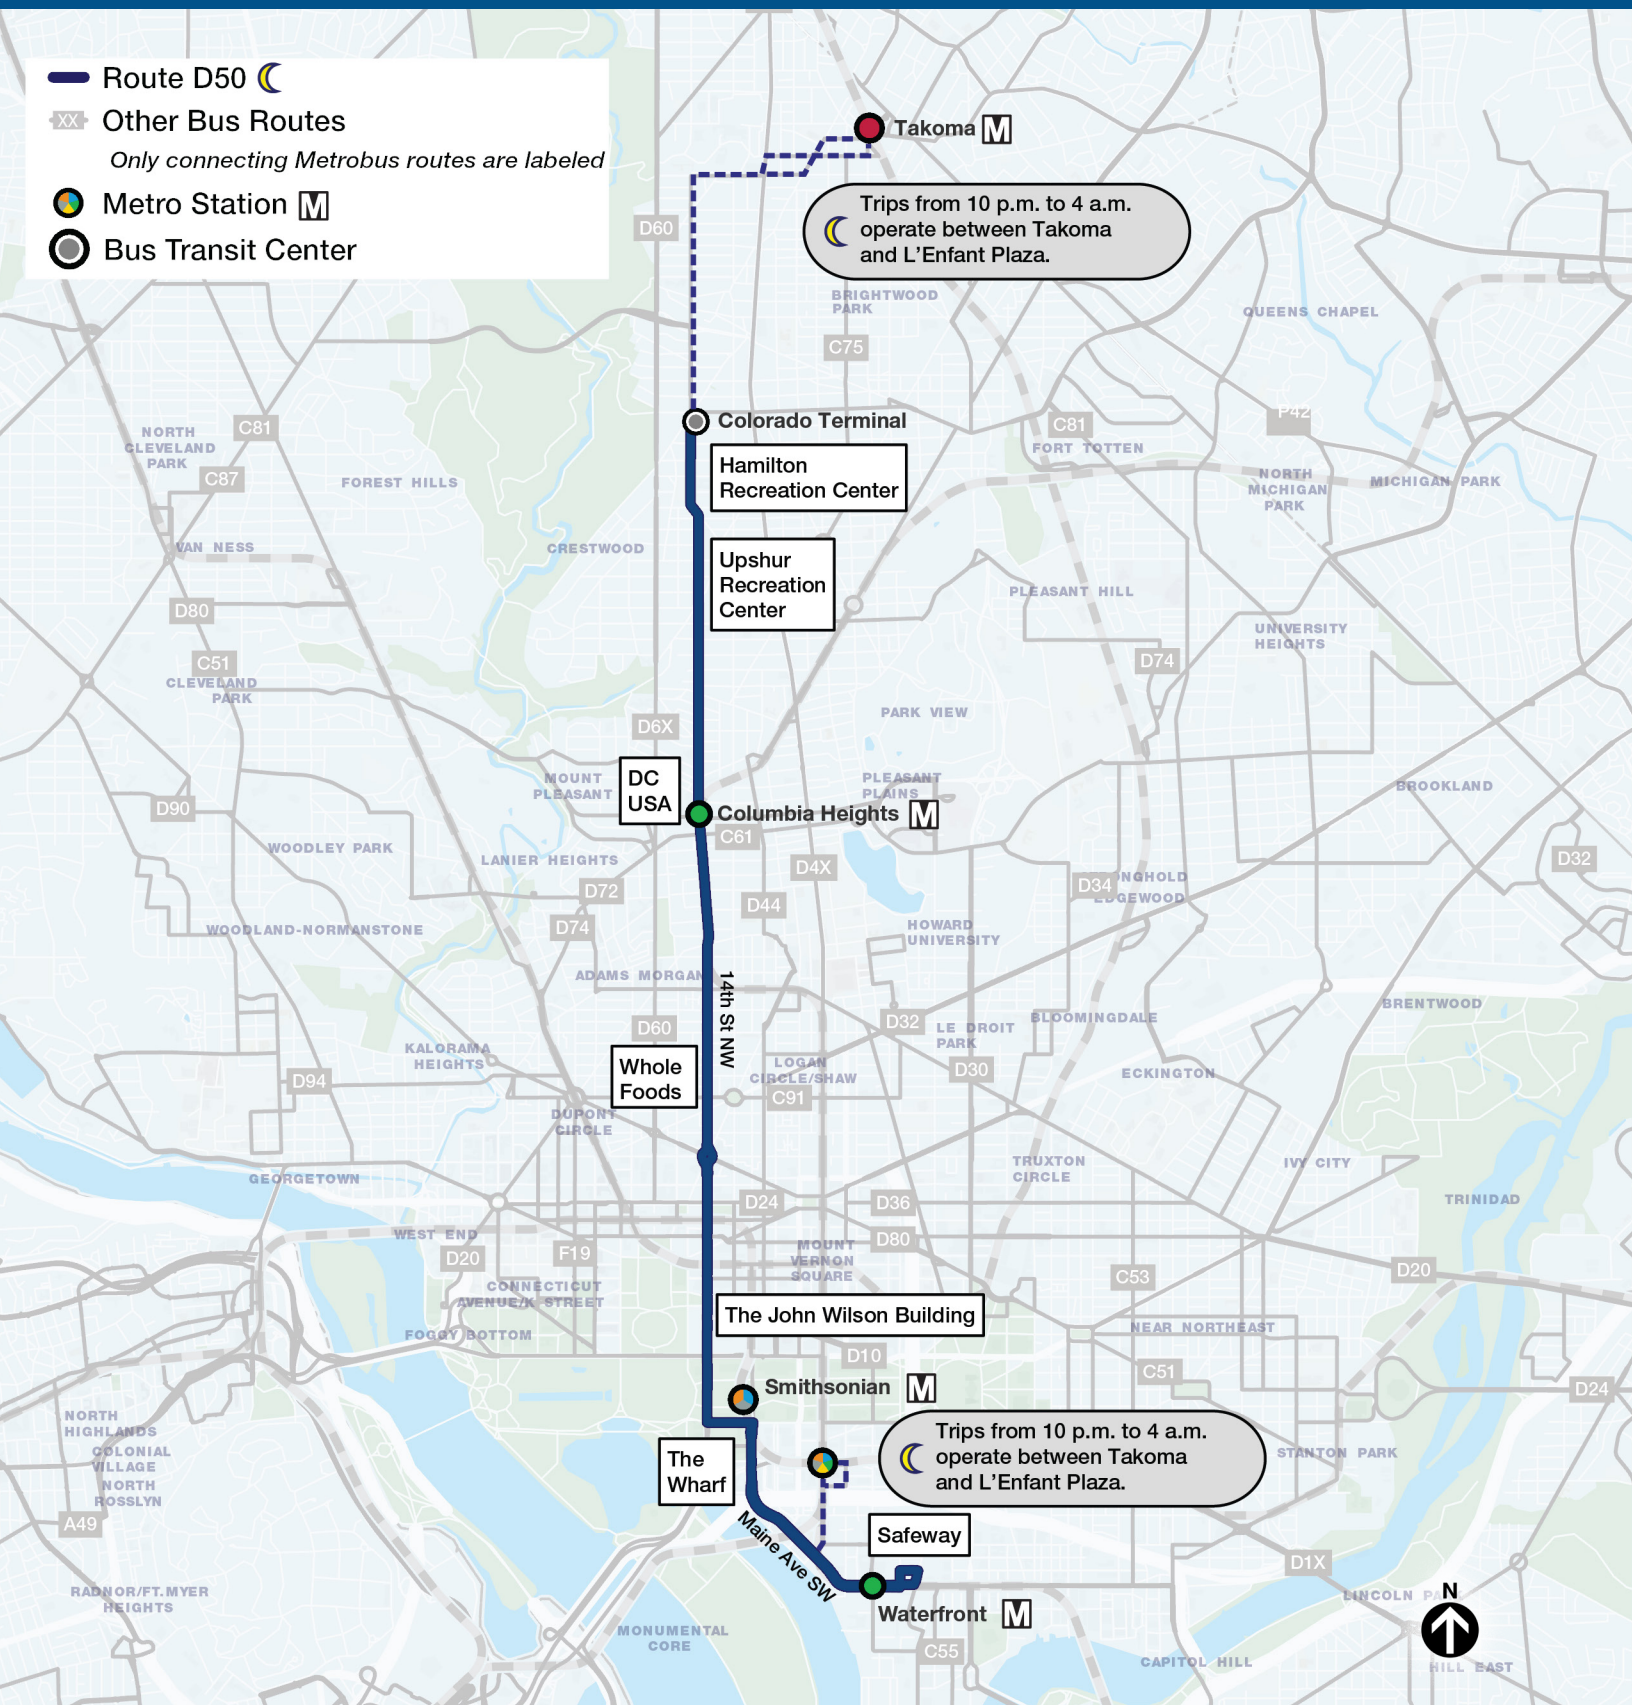 Route D50
XX Other Bus Routes
Only connecting Metrobus routes are labeled
Metro Station M
Bus Transit Center
Takoma M
Trips from 10 p.m. to 4 a.m.
operate between Takoma
and L'Enfant Plaza.
D60
BRIGHTWOOD
PARK
QUEENS CHAPEL
C75
Colorado Terminal
P42
C81
C81
NORTH
CLEVELAND
PARK
FORT TOTTEN
Hamilton
Recreation Center
C87
FOREST HILLS
NORTH
MICHIGAN
PARK
MICHIGAN PARK
VAN NESS
CRESTWOOD
Upshur
Recreation
Center
PLEASANT HILL
D80
UNIVERSITY
HEIGHTS
C51
CLEVELAND
PARK
D74
PARK VIEW
D6X
DC
USA
MOUNT
PLEASANT
PLEASANT
PLAINS
BROOKLAND
D90
Columbia Heights M
C61
WOODLEY PARK
LANIER HEIGHTS
D4X
D32
D72
D34
EDGEWOOD
D44
D74
WOODLAND-NORMANSTONE
HOWARD
UNIVERSITY
ADAMS MORGAN
14th St NW
BRENTWOOD
D60
D32
LE DROIT
PARK
BLOOMINGDALE
KALORAMA
HEIGHTS
Whole
Foods
LOGAN
CIRCLE/SHAW
D30
ECKINGTON
D94
C91
DUPONT
CIRCLE
TRUXTON
CIRCLE
IVY CITY
GEORGETOWN
D24
D36
TRINIDAD
WEST END
D80
D20
F19
MOUNT
VERNON
SQUARE
C53
D20
CONNECTICUT
AVENUE/K STREET
The John Wilson Building
FOGGY BOTTOM
NEAR NORTHEAST
D10
C51
Smithsonian M
D24
NORTH
HIGHLANDS
COLONIAL
VILLAGE
NORTH
ROSSLYN
The
Wharf
Trips from 10 p.m. to 4 a.m.
operate between Takoma
and L'Enfant Plaza.
STANTON PARK
A49
Maine Ave SW
Safeway
D1X
RADNOR/FT.MYER
HEIGHTS
LINCOLN
N
Waterfront M
MONUMENTAL
CORE
C55
CAPITOL HILL
HILL EAST